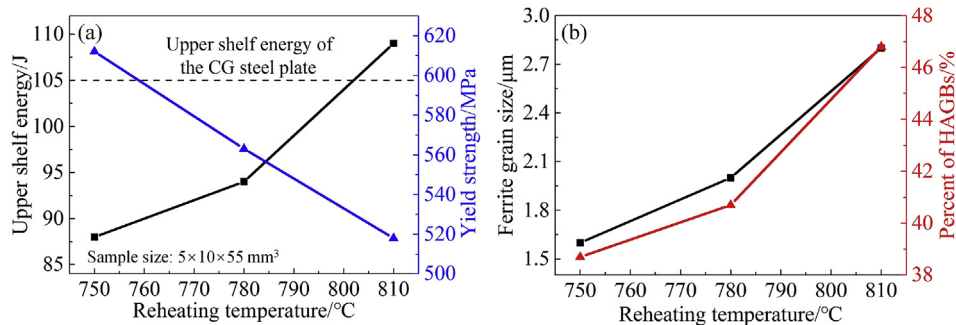 (a)
Upper shelf energy of
the CG steel plate
Sample size: 5×10×55 mm³
Upper shelf energy/J
110
105
100
95
90
85
620
600
580
560
540
520
500
Yield strength/MPa
750 760 770 780 790 800 810
Reheating temperature/°C
(b)
Ferrite grain size/μm
3.0
2.7
2.4
2.1
1.8
1.5
48
46
44
42
40
38
Percent of HAGBs/%
750 760 770 780 790 800 810
Reheating temperature/°C